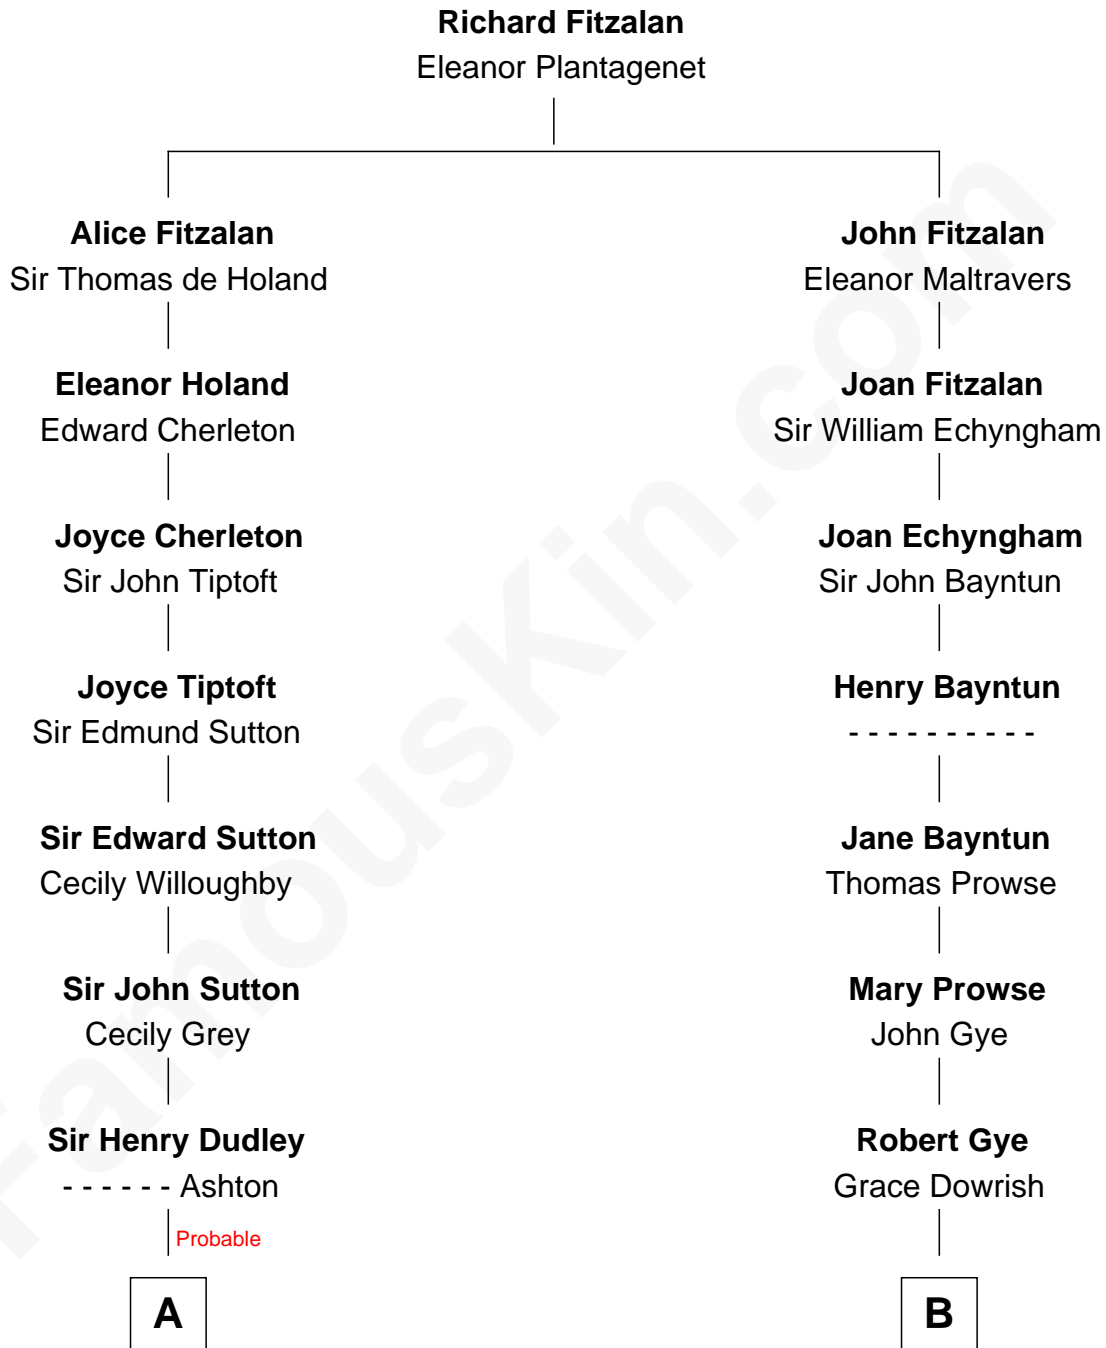 Richard Fitzalan
Eleanor Plantagenet
Alice Fitzalan
Sir Thomas de Holand
John Fitzalan
Eleanor Maltravers
Eleanor Holand
Edward Cherleton
Joan Fitzalan
Sir William Echyngham
Joyce Cherleton
Sir John Tiptoft
Joan Echyngham
Sir John Bayntun
Joyce Tiptoft
Sir Edmund Sutton
Henry Bayntun
- - - - - - - - - -
Sir Edward Sutton
Cecily Willoughby
Jane Bayntun
Thomas Prowse
Sir John Sutton
Cecily Grey
Mary Prowse
John Gye
Sir Henry Dudley
- - - - - - Ashton
Probable
Robert Gye
Grace Dowrish
A
B
FamousKin.com